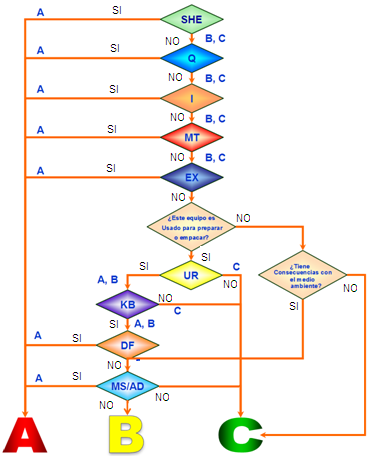 A
SI
SHE
NO
B, C
A
SI
Q
NO
B, C
A
SI
I
NO
B, C
A
SI
MT
NO
B, C
A
SI
EX
NO
¿Este equipo es
Usado para preparar
o empacar?
NO
SI
SI
UR
C
NO
A, B
¿Tiene
Consecuencias con
el medio
ambiente?
NO
SI
KB
NO
C
SI
A, B
A
SI
DF
NO
A
SI
MS/AD
NO
NO
A
B
C